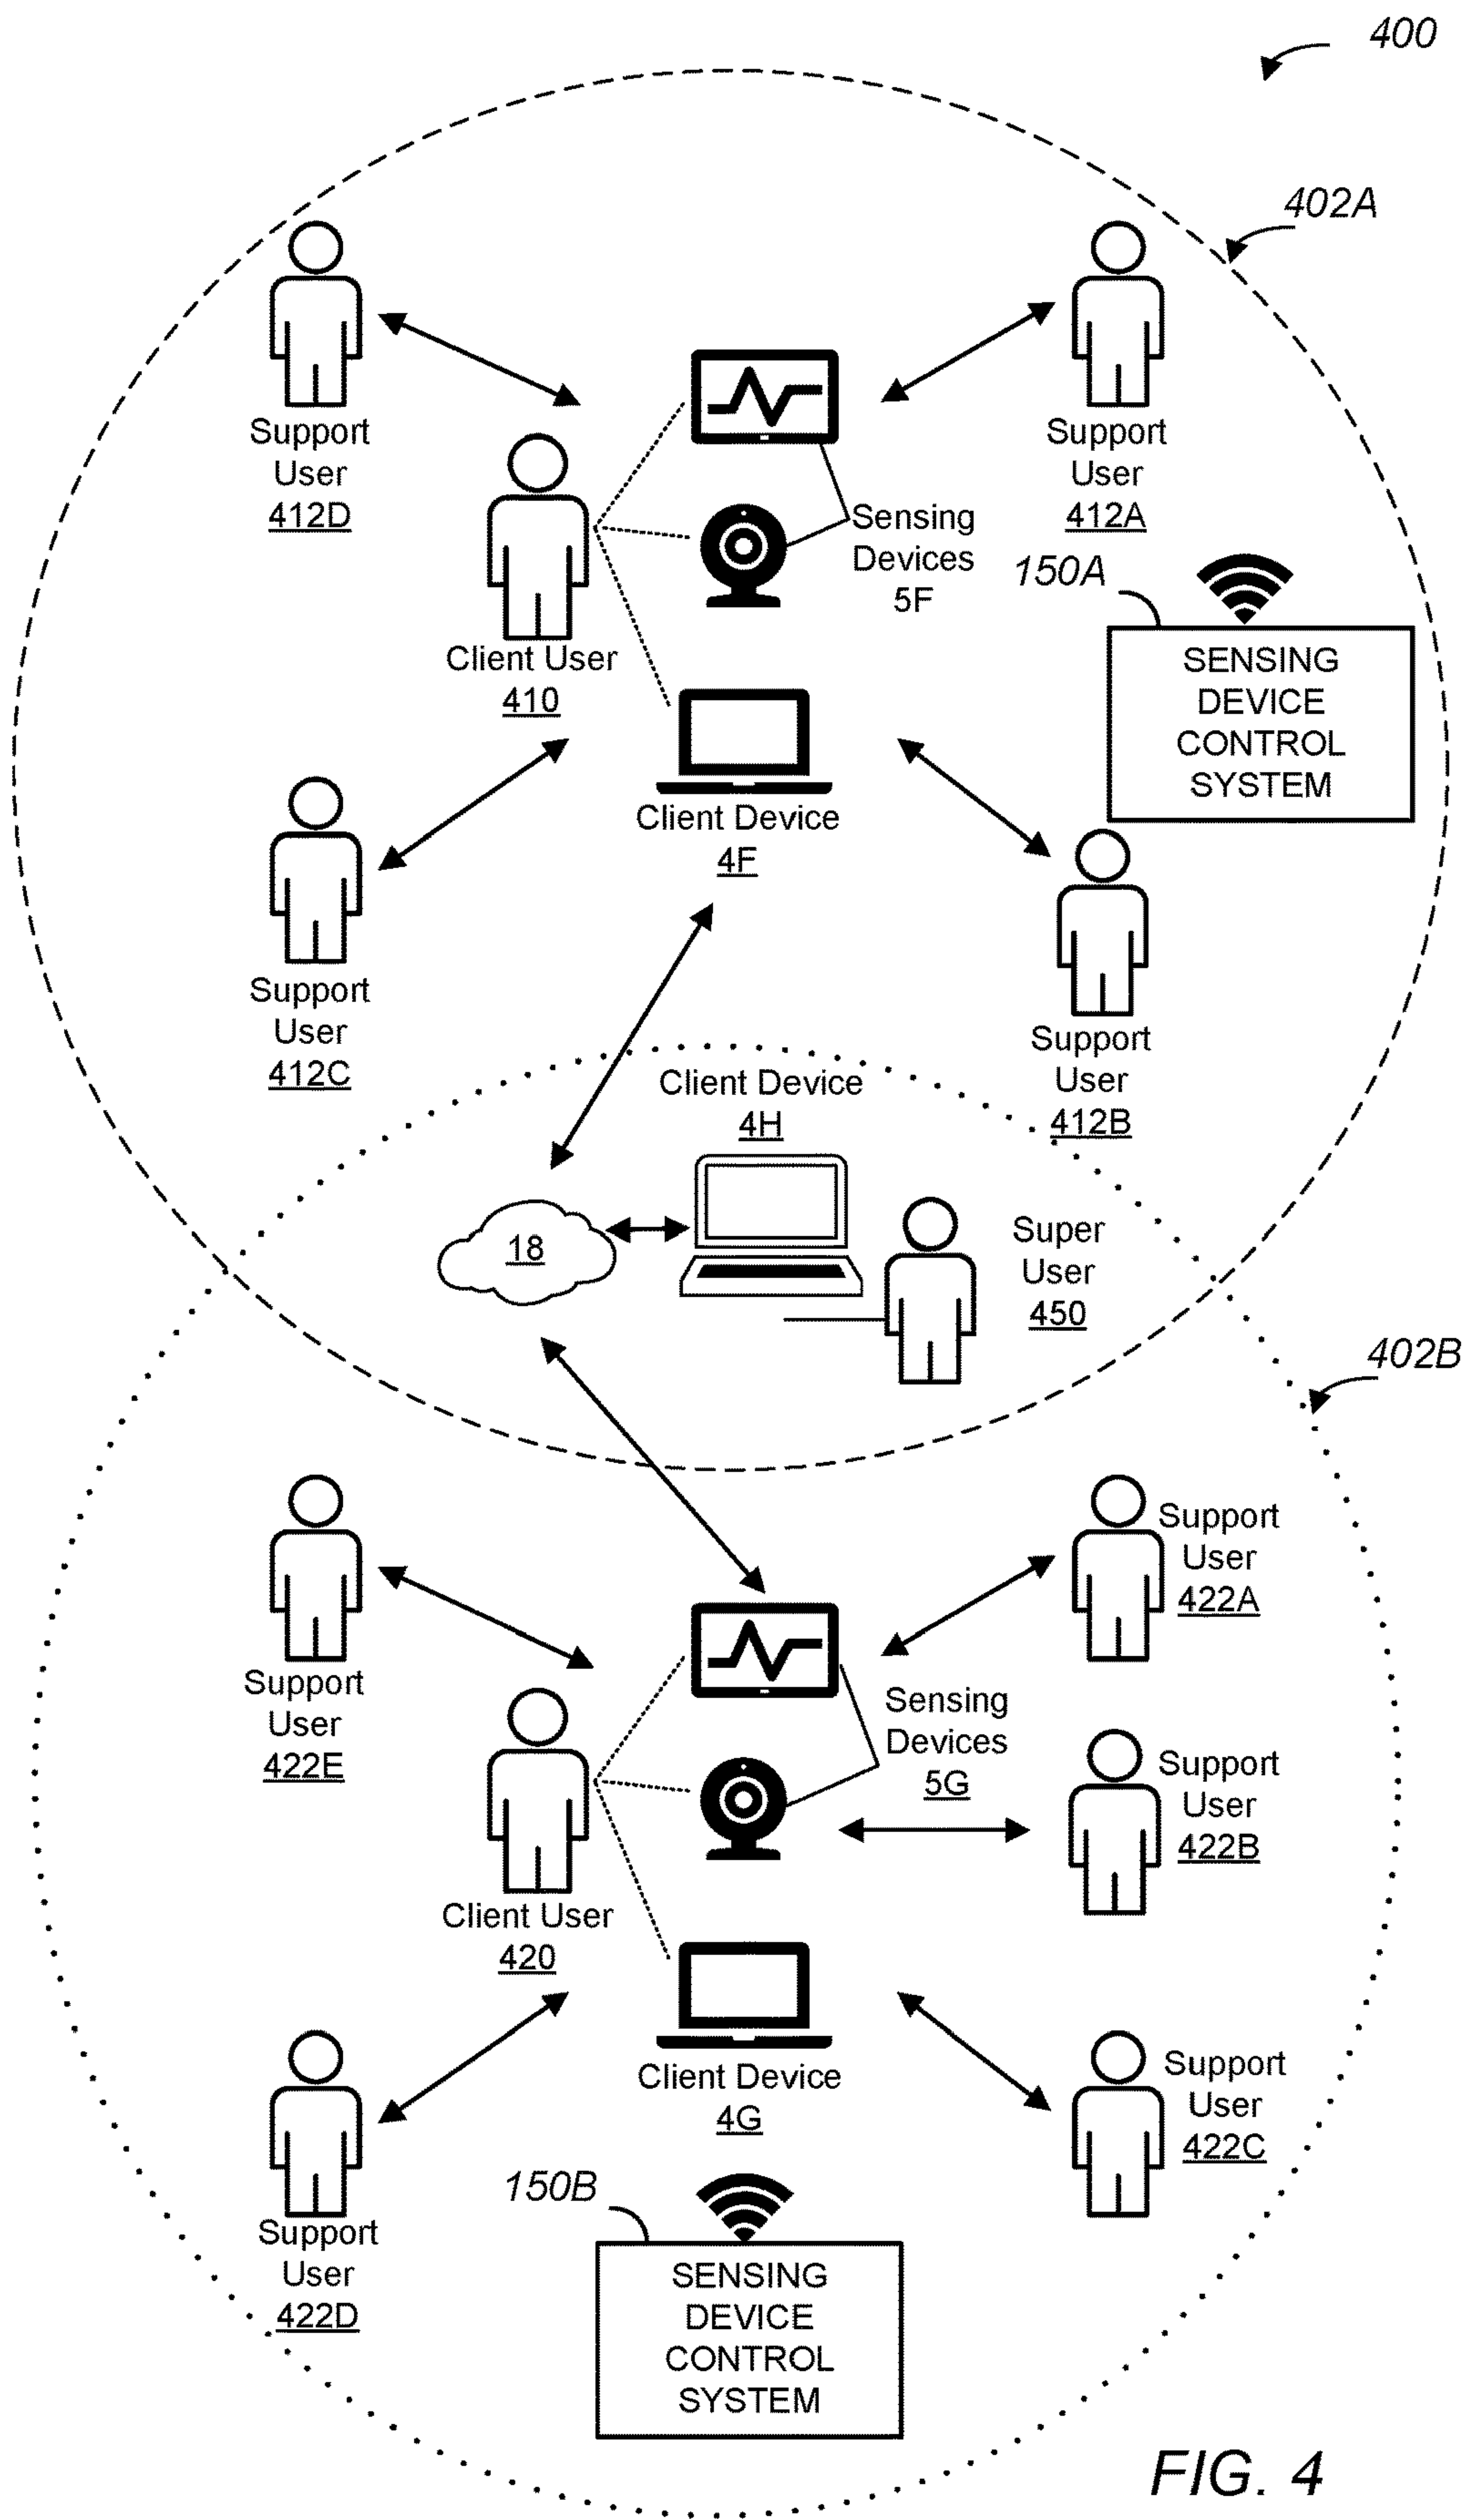 400
402A
Support
User
412D
Support
User
412A
Sensing
Devices
5F
150A
SENSING
DEVICE
CONTROL
SYSTEM
Client User
410
Client Device
4F
Support
User
412C
Support
User
412B
Client Device
4H
18
Super
User
450
402B
Support
User
422E
Support
User
422A
Sensing
Devices
5G
Support
User
422B
Client User
420
Client Device
4G
Support
User
422C
Support
User
422D
150B
SENSING
DEVICE
CONTROL
SYSTEM
FIG. 4